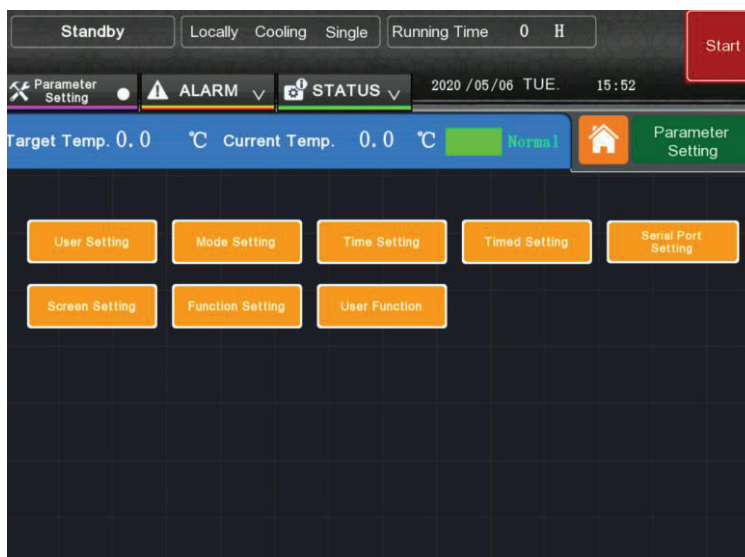 Standby
Locally Cooling Single
Running Time 0 H
Start
Parameter
Setting
ALARM
STATUS
2020 /05/06 TUE. 15:52
Target Temp. 0.0 ℃ Current Temp. 0.0 ℃ Normal
Parameter
Setting
User Setting
Mode Setting
Time Setting
Timed Setting
Serial Port
Setting
Screen Setting
Function Setting
User Function